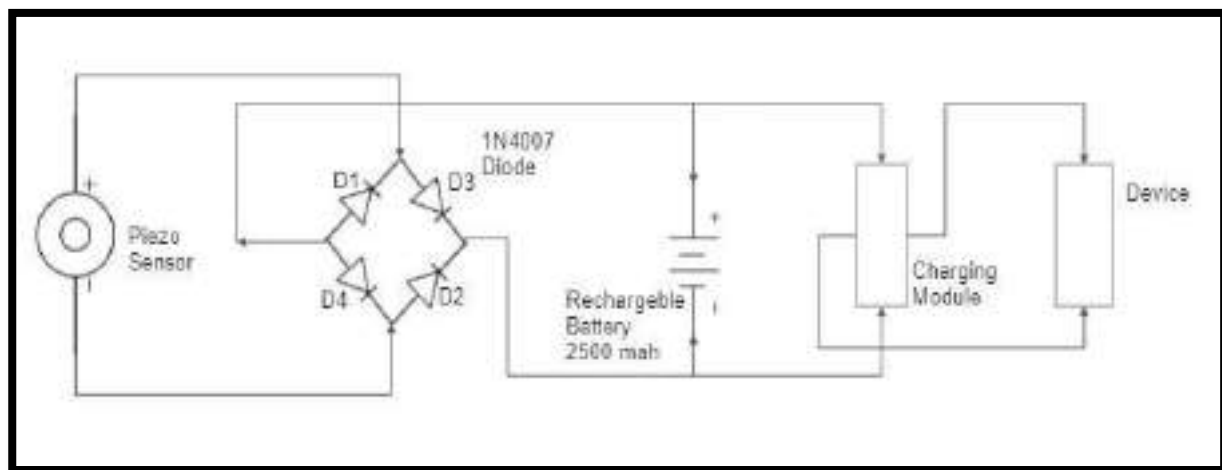 1N4007
Diode
D1
D3
+
Piezo
Sensor
D4
D2
+
Rechargeble
Battery
2500 mah
Charging
Module
Device